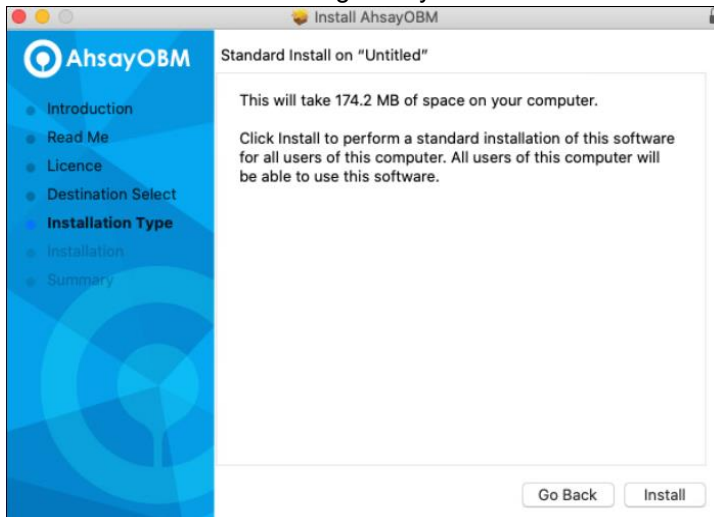 Install AhsayOBM
AhsayOBM
Standard Install on "Untitled"
Introduction
Read Me
Licence
Destination Select
Installation Type
Installation
Summary
This will take 174.2 MB of space on your computer.
Click Install to perform a standard installation of this software
for all users of this computer. All users of this computer will
be able to use this software.
Go Back
Install